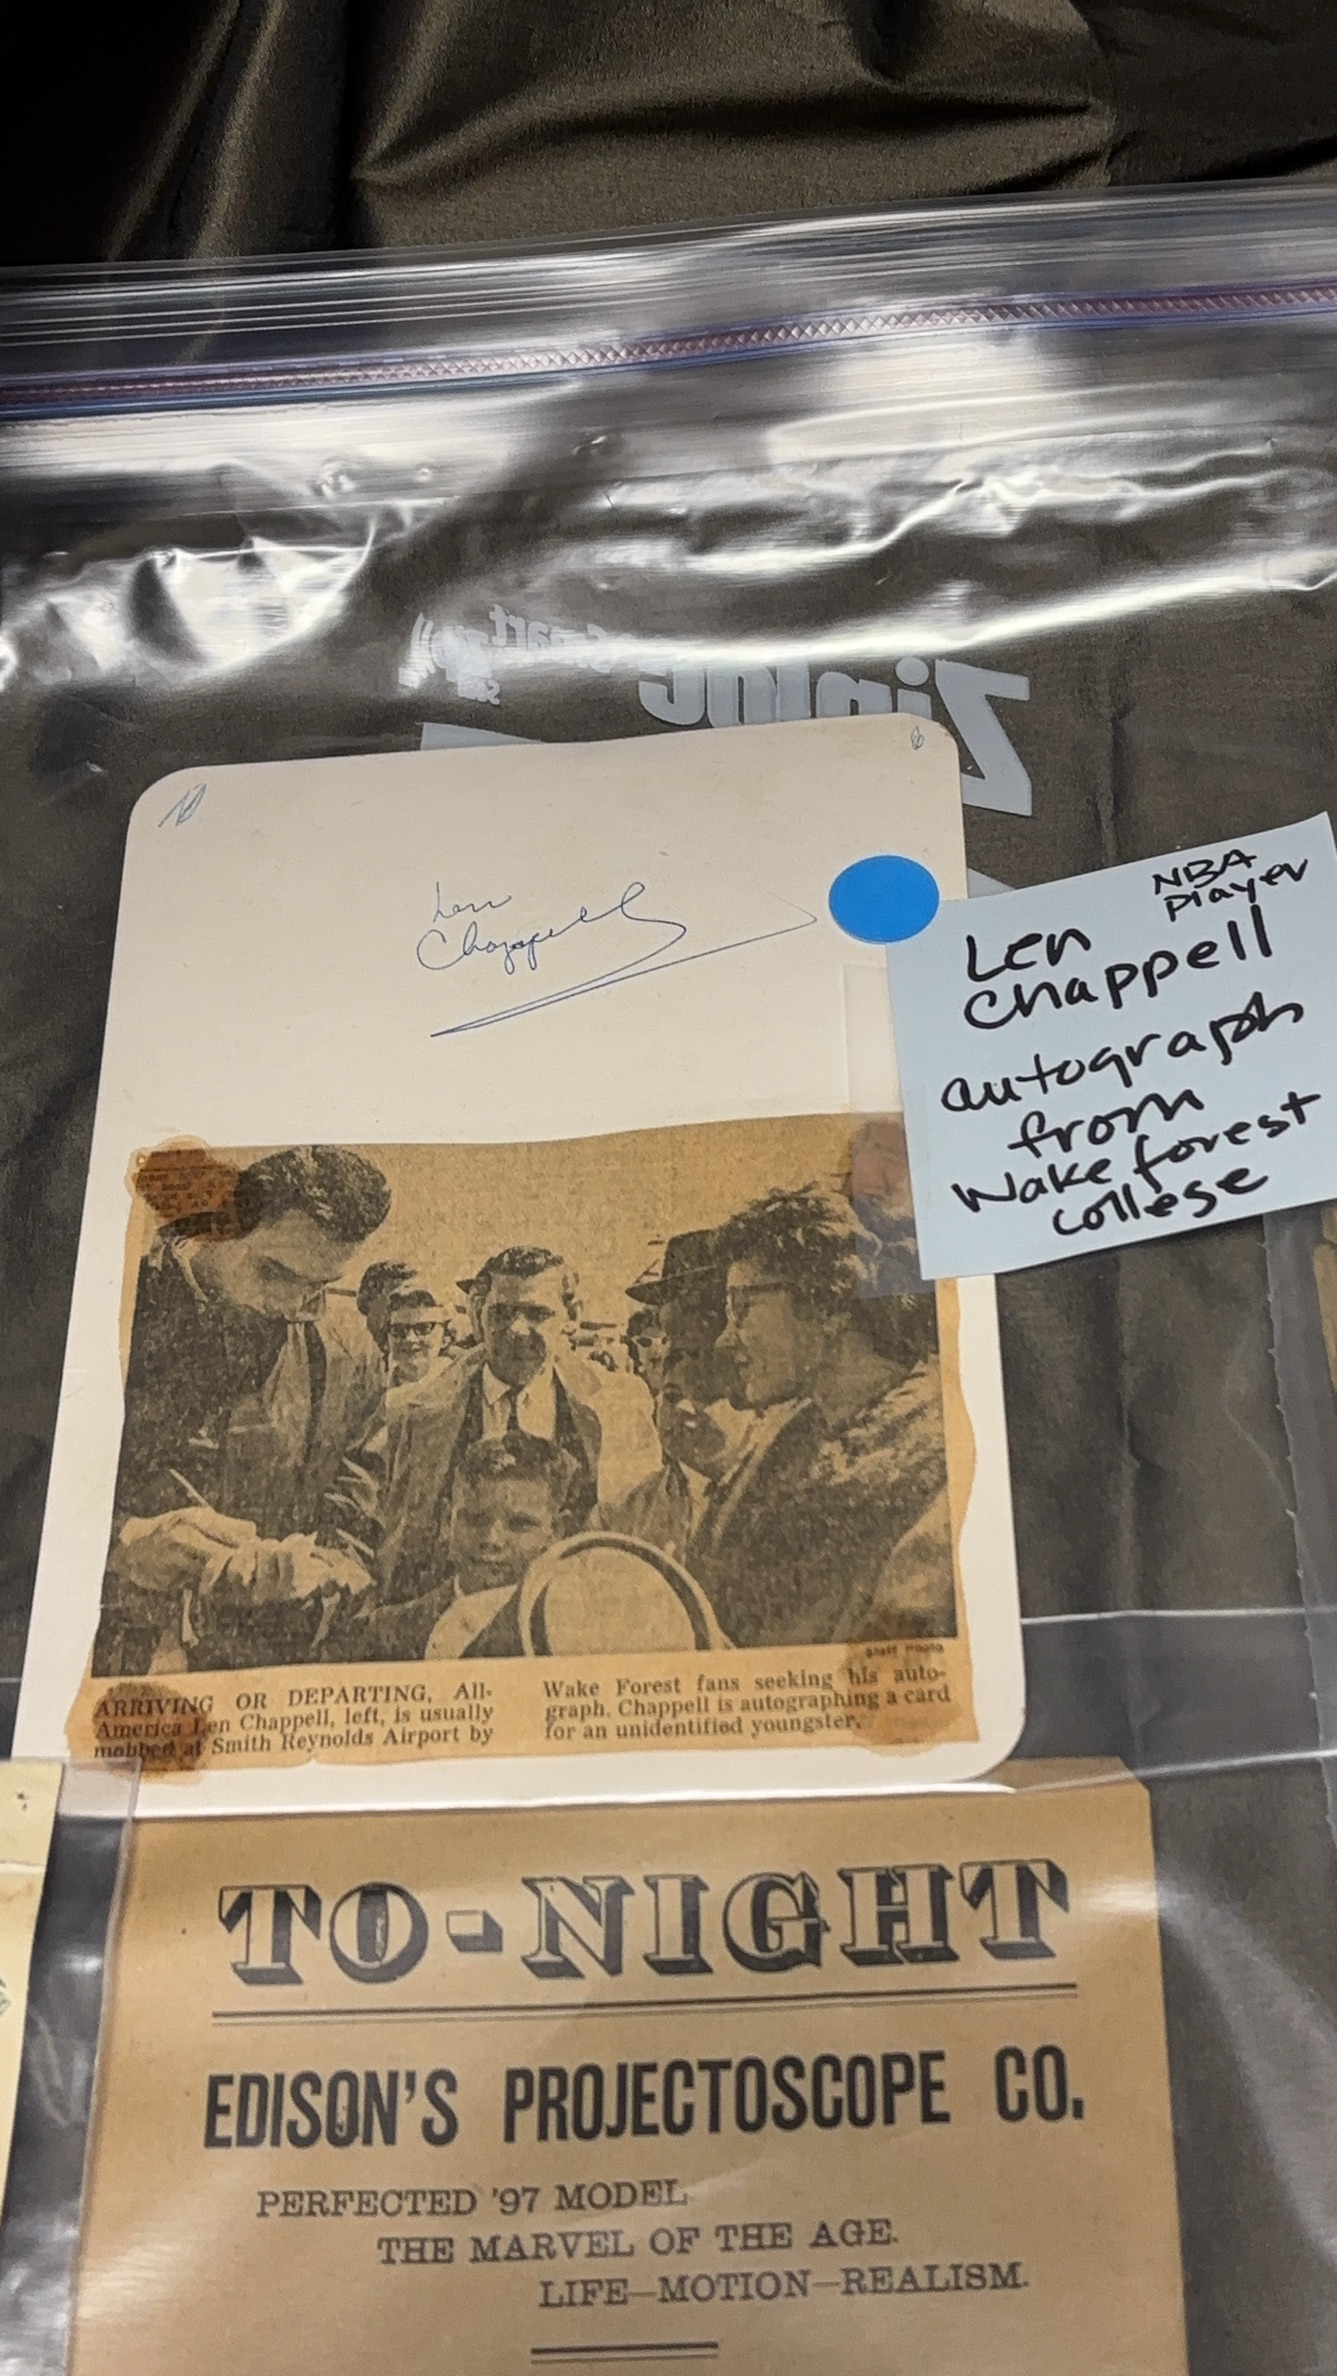 Ziploc
Len
Chappell
NBA
Player
Len
Chappell
autograph
from
Wake forest
college
Staff Photo
ARRIVING OR DEPARTING, All-
America Len Chappell, left, is usually
mobbed at Smith Reynolds Airport by
Wake Forest fans seeking his auto-
graph. Chappell is autographing a card
for an unidentified youngster.
TO-NIGHT
EDISON'S PROJECTOSCOPE CO.
PERFECTED '97 MODEL
THE MARVEL OF THE AGE.
LIFE—MOTION—REALISM.